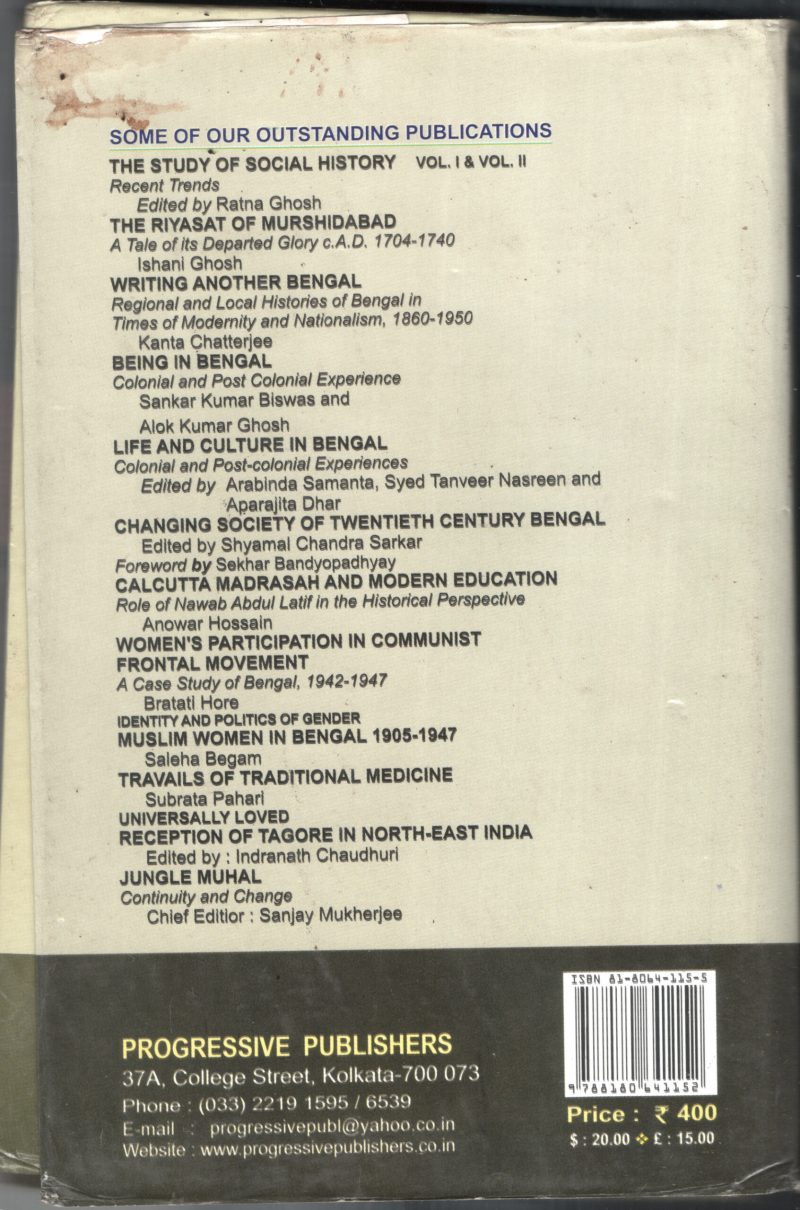 SOME OF OUR OUTSTANDING PUBLICATIONS
THE STUDY OF SOCIAL HISTORY VOL. I & VOL. II
Recent Trends
Edited by Ratna Ghosh
THE RIYASAT OF MURSHIDABAD
A Tale of its Departed Glory c.A.D. 1704-1740
Ishani Ghosh
WRITING ANOTHER BENGAL
Regional and Local Histories of Bengal in
Times of Modernity and Nationalism, 1860-1950
Kanta Chatterjee
BEING IN BENGAL
Colonial and Post Colonial Experience
Sankar Kumar Biswas and
Alok Kumar Ghosh
LIFE AND CULTURE IN BENGAL
Colonial and Post-colonial Experiences
Edited by Arabinda Samanta, Syed Tanveer Nasreen and
Aparajita Dhar
CHANGING SOCIETY OF TWENTIETH CENTURY BENGAL
Edited by Shyamal Chandra Sarkar
Foreword by Sekhar Bandyopadhyay
CALCUTTA MADRASAH AND MODERN EDUCATION
Role of Nawab Abdul Latif in the Historical Perspective
Anowar Hossain
WOMEN'S PARTICIPATION IN COMMUNIST
FRONTAL MOVEMENT
A Case Study of Bengal, 1942-1947
Bratati Hore
IDENTITY AND POLITICS OF GENDER
MUSLIM WOMEN IN BENGAL 1905-1947
Saleha Begam
TRAVAILS OF TRADITIONAL MEDICINE
Subrata Pahari
UNIVERSALLY LOVED
RECEPTION OF TAGORE IN NORTH-EAST INDIA
Edited by : Indranath Chaudhuri
JUNGLE MUHAL
Continuity and Change
Chief Editior : Sanjay Mukherjee
PROGRESSIVE PUBLISHERS
37A, College Street, Kolkata-700 073
Phone : (033) 2219 1595 / 6539
E-mail : progressivepubl@yahoo.co.in
Website : www.progressivepublishers.co.in
ISBN 81-8064-115-5
9 788180 641152
Price : ₹ 400
$ : 20.00 ❖ £ : 15.00